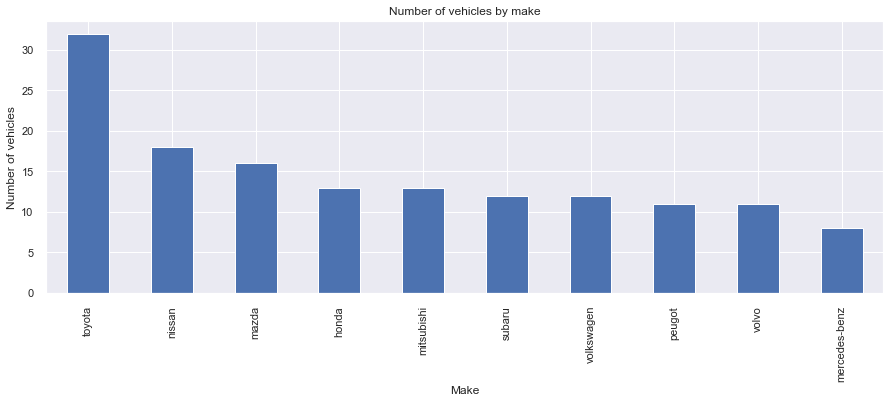 Number of vehicles by make
Number of vehicles
30
25
20
15
10
5
0
toyota
nissan
mazda
honda
mitsubishi
subaru
volkswagen
peugot
volvo
mercedes-benz
Make